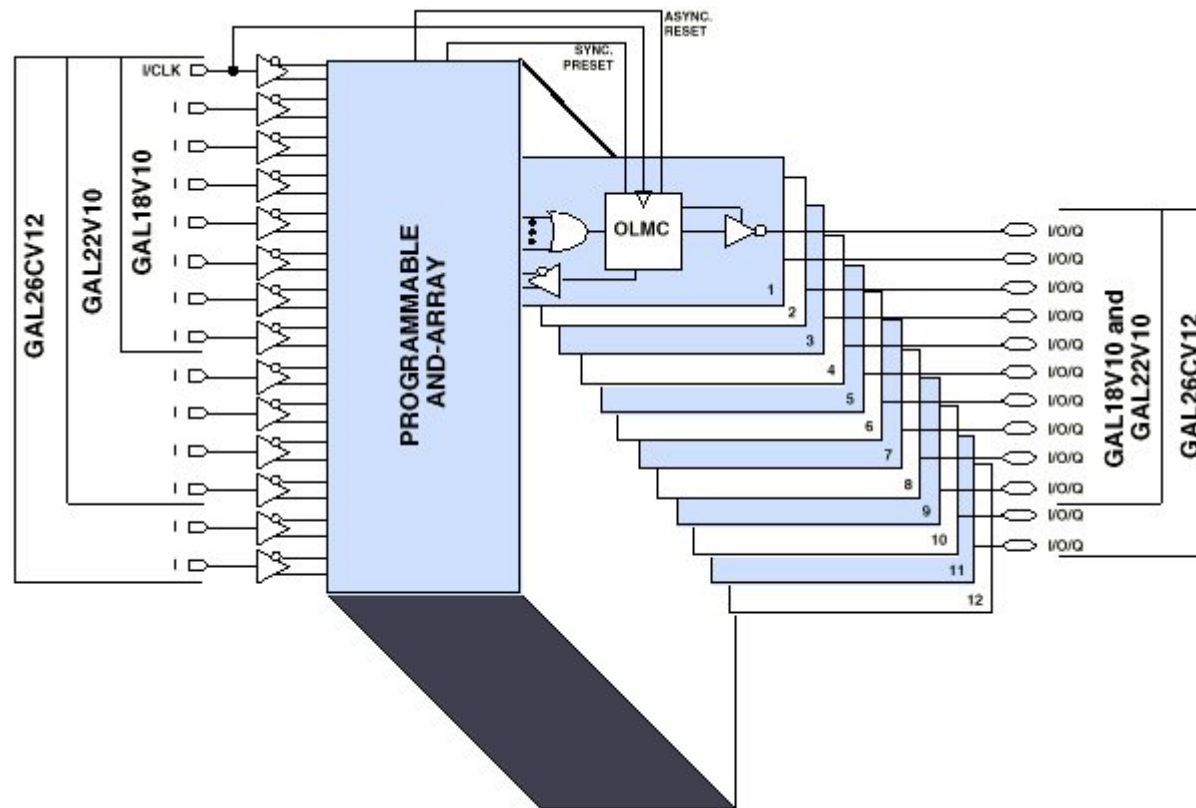 ASYNC.
RESET
SYNC.
PRESET
I/CLK
I
I
I
I
I
I
I
I
I
I
I
I
I
GAL26CV12
GAL22V10
GAL18V10
PROGRAMMABLE
AND-ARRAY
OLMC
1
2
3
4
5
6
7
8
9
10
11
12
I/O/Q
I/O/Q
I/O/Q
I/O/Q
I/O/Q
I/O/Q
I/O/Q
I/O/Q
I/O/Q
I/O/Q
I/O/Q
I/O/Q
GAL18V10 and
GAL22V10
GAL26CV12